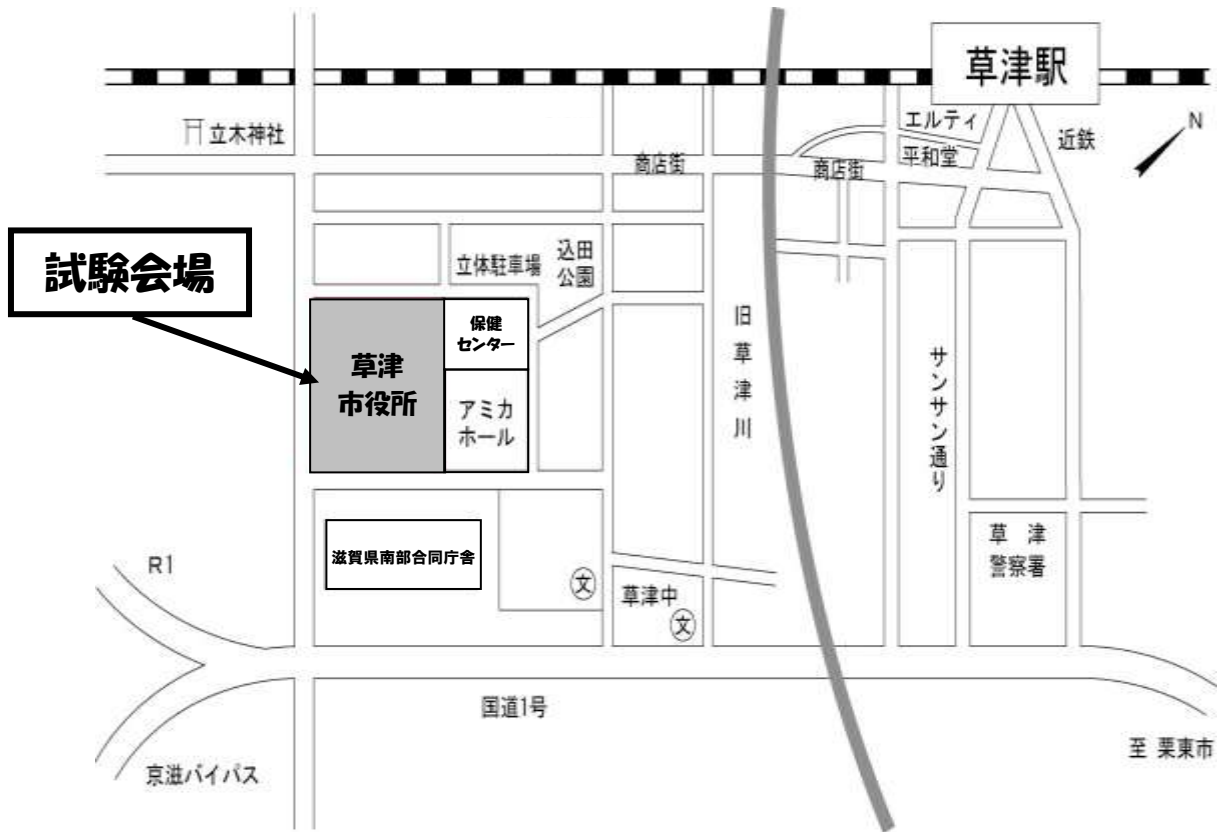 草津駅
エルティ
N
立木神社
近鉄
平和堂
商店街
商店街
試験会場
立体駐車場
込田
公園
保健
センター
旧草津川
草津
市役所
サンサン通り
アミカ
ホール
草津
警察署
滋賀県南部合同庁舎
R1
文
草津中
文
国道1号
至 栗東市
京滋バイパス